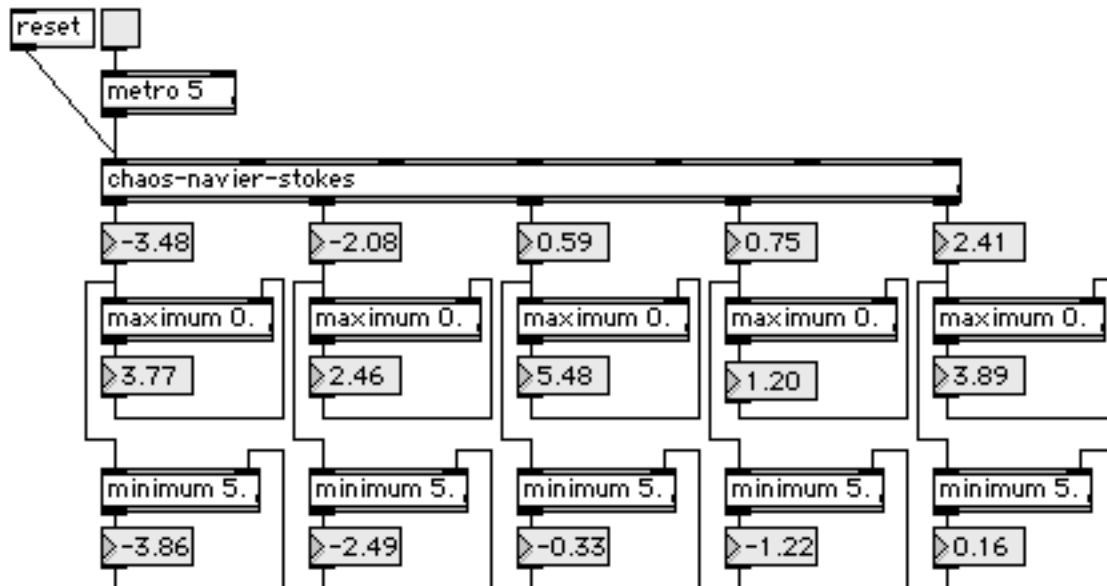 reset
metro 5
chaos-navier-stokes
-3.48 -2.08 0.59 0.75 2.41
maximum 0. maximum 0. maximum 0. maximum 0. maximum 0.
3.77 2.46 5.48 1.20 3.89
minimum 5. minimum 5. minimum 5. minimum 5. minimum 5.
-3.86 -2.49 -0.33 -1.22 0.16